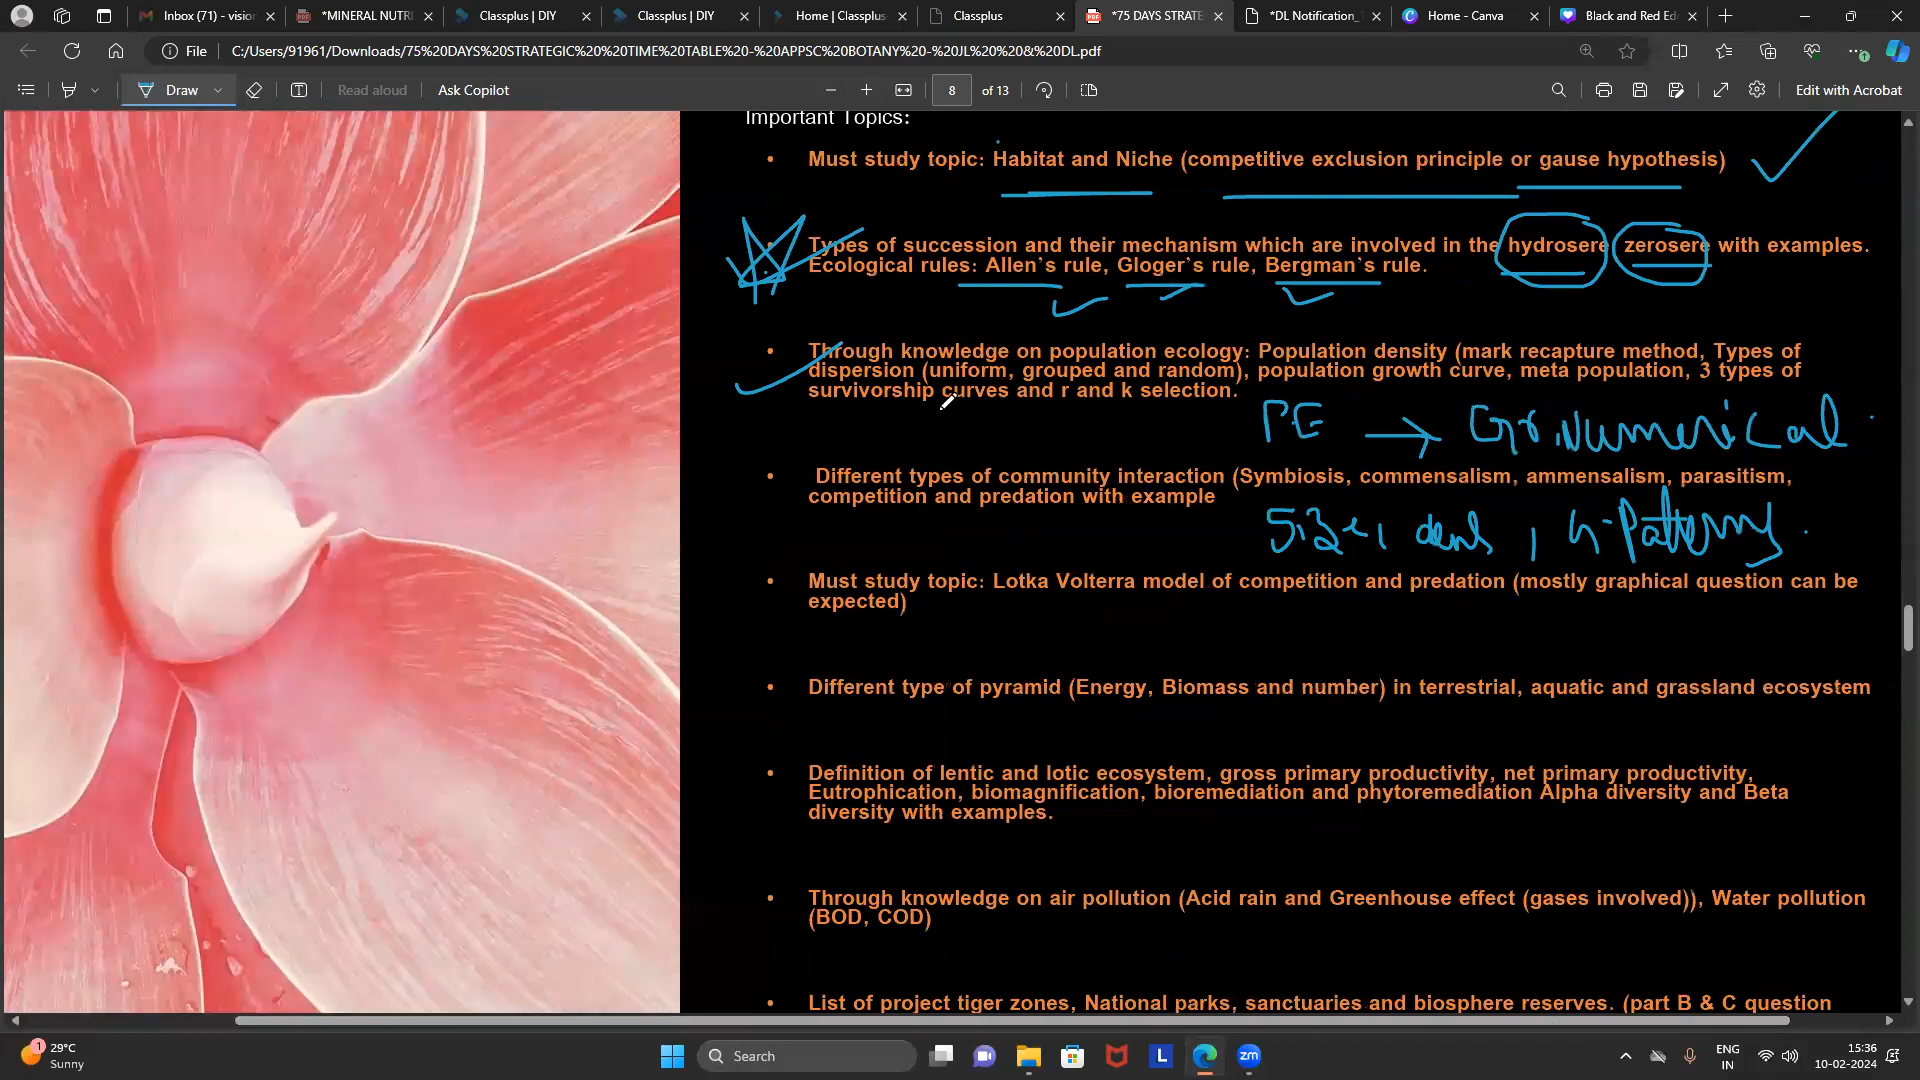 Inbox (71) - vision
*MINERAL NUTRI
Classplus | DIY
Classplus | DIY
Home | Classplus
Classplus
*75 DAYS STRATE
*DL Notification_
Home - Canva
Black and Red Ed
File
C:/Users/91961/Downloads/75%20DAYS%20STRATEGIC%20%20TIME%20TABLE%20-%20APPSC%20BOTANY%20-%20JL%20%20&%20DL.pdf
Draw
Read aloud
Ask Copilot
8 of 13
Edit with Acrobat
Important Topics:
• Must study topic: Habitat and Niche (competitive exclusion principle or gause hypothesis)
• Types of succession and their mechanism which are involved in the hydrosere zerosere with examples.
Ecological rules: Allen's rule, Gloger's rule, Bergman's rule.
• Through knowledge on population ecology: Population density (mark recapture method, Types of
dispersion (uniform, grouped and random), population growth curve, meta population, 3 types of
survivorship curves and r and k selection.
PE → Gr, Numerical
• Different types of community interaction (Symbiosis, commensalism, ammensalism, parasitism,
competition and predation with example
Size, dens, n-Patterns.
• Must study topic: Lotka Volterra model of competition and predation (mostly graphical question can be
expected)
• Different type of pyramid (Energy, Biomass and number) in terrestrial, aquatic and grassland ecosystem
• Definition of lentic and lotic ecosystem, gross primary productivity, net primary productivity,
Eutrophication, biomagnification, bioremediation and phytoremediation Alpha diversity and Beta
diversity with examples.
• Through knowledge on air pollution (Acid rain and Greenhouse effect (gases involved)), Water pollution
(BOD, COD)
• List of project tiger zones, National parks, sanctuaries and biosphere reserves. (part B & C question
1
29°C
Sunny
Search
L
zm
ENG
IN
15:36
10-02-2024